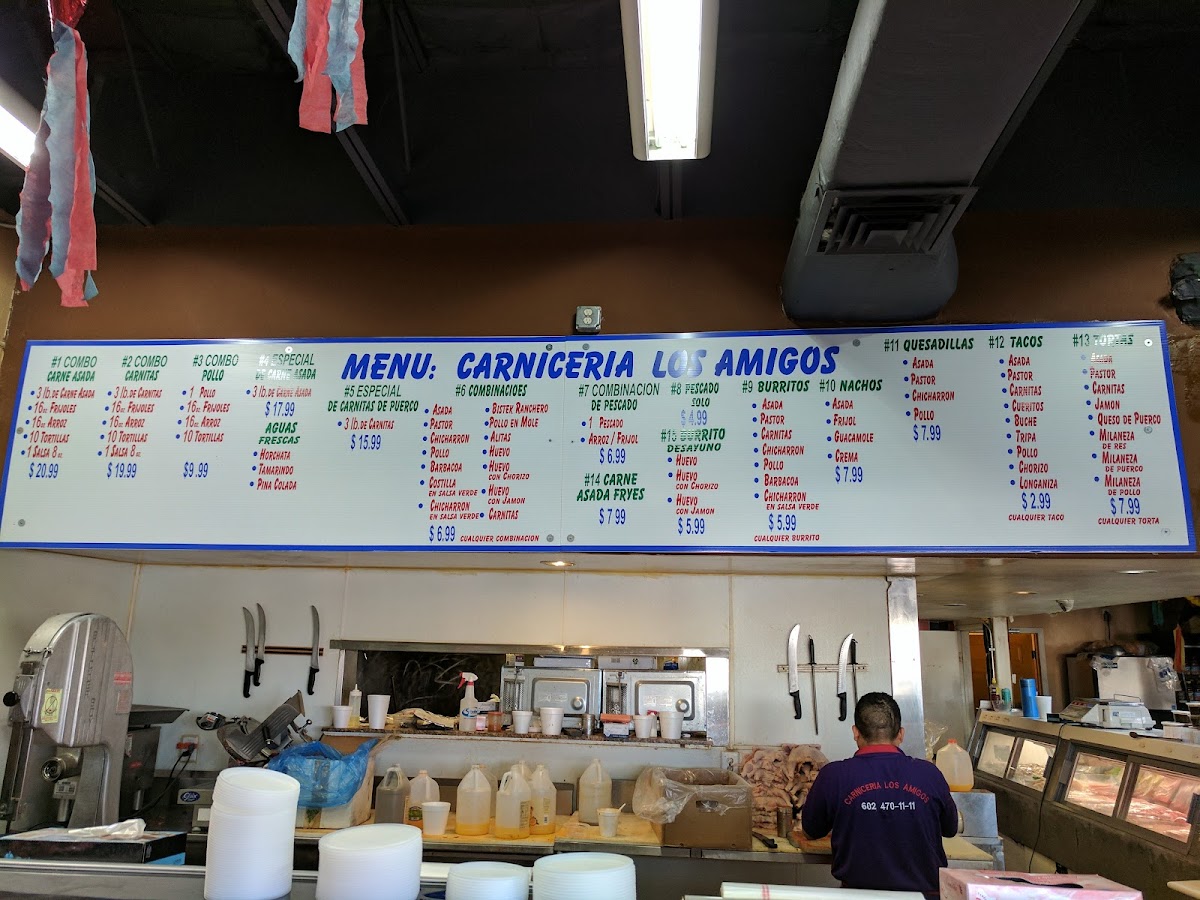 MENU: CARNICERIA LOS AMIGOS
#1 COMBO
CARNE ASADA
3 lb. de CARNE ASADA
16oz. FRIJOLES
16oz. ARROZ
10 TORTILLAS
1 SALSA 8 oz.
$ 20.99
#2 COMBO
CARNITAS
3 lb. de CARNITAS
16oz. FRIJOLES
16oz. ARROZ
10 TORTILLAS
1 SALSA 8 oz.
$ 19.99
#3 COMBO
POLLO
1 POLLO
16oz. FRIJOLES
16oz. ARROZ
10 TORTILLAS
$9.99
#4 ESPECIAL
DE CARNE ASADA
3 lb. de CARNE ASADA
$ 17.99
AGUAS
FRESCAS
HORCHATA
TAMARINDO
PINA COLADA
#5 ESPECIAL
DE CARNITAS DE PUERCO
3 lb. de CARNITAS
$ 15.99
#6 COMBINACIOES
ASADA
PASTOR
CHICHARRON
POLLO
BARBACOA
COSTILLA
EN SALSA VERDE
CHICHARRON
EN SALSA VERDE
BISTEK RANCHERO
POLLO EN MOLE
ALITAS
HUEVO
HUEVO
CON CHORIZO
HUEVO
CON JAMON
CARNITAS
$ 6.99 CUALQUIER COMBINACION
#7 COMBINACION
DE PESCADO
1 PESCADO
ARROZ / FRIJOL
$ 6.99
#14 CARNE
ASADA FRYES
$ 7 99
#8 PESCADO
SOLO
$ 4.99
BURRITO
DESAYUNO
HUEVO
HUEVO
CON CHORIZO
HUEVO
CON JAMON
$ 5.99
#9 BURRITOS
ASADA
PASTOR
CARNITAS
CHICHARRON
POLLO
BARBACOA
CHICHARRON
EN SALSA VERDE
$ 5.99
CUALQUIER BURRITO
#10 NACHOS
ASADA
FRIJOL
GUACAMOLE
CREMA
$ 7.99
#11 QUESADILLAS
ASADA
PASTOR
CHICHARRON
POLLO
$ 7.99
#12 TACOS
ASADA
PASTOR
CARNITAS
CUERITOS
BUCHE
TRIPA
POLLO
CHORIZO
LONGANIZA
$ 2.99
CUALQUIER TACO
#13 TORTAS
PASTOR
CARNITAS
JAMON
QUESO DE PUERCO
MILANEZA
DE RES
MILANEZA
DE PUERCO
MILANEZA
DE POLLO
$ 7.99
CUALQUIER TORTA
CARNICERIA LOS AMIGOS
602 470-11-11